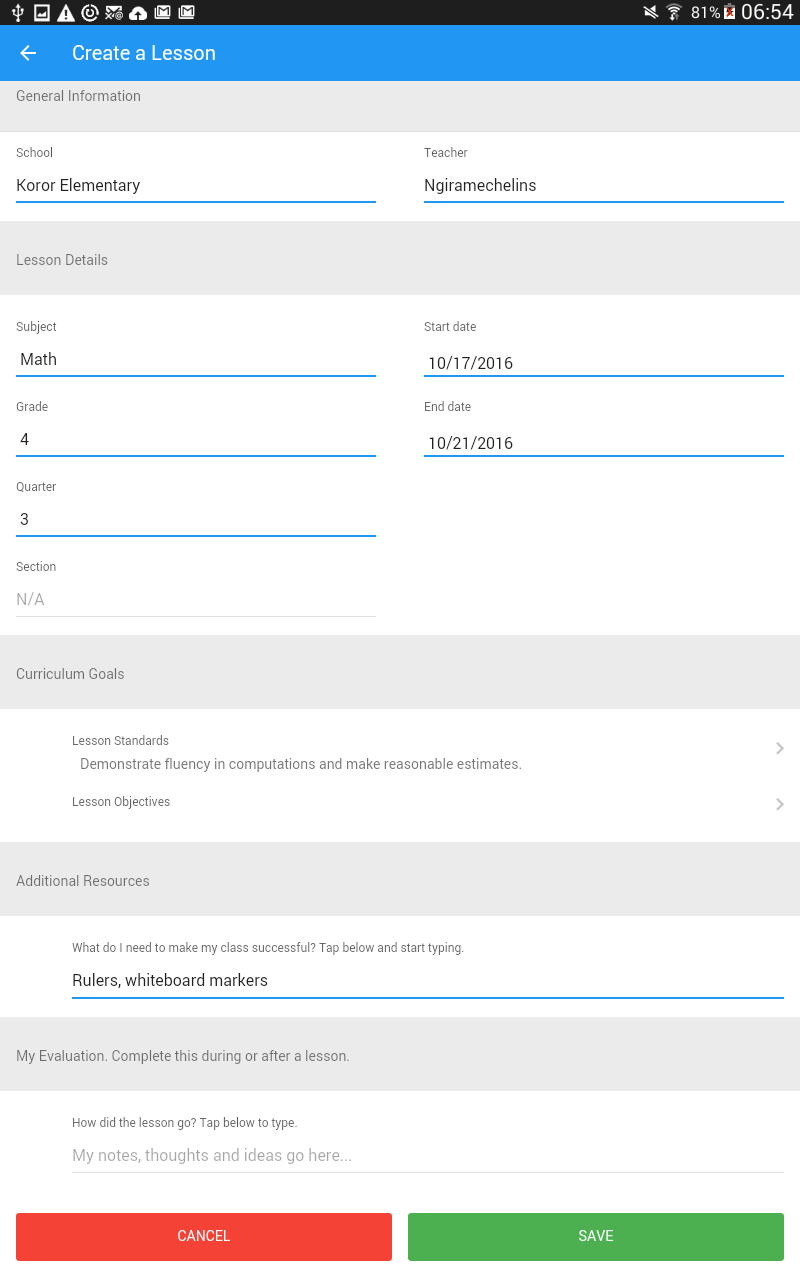 81% 06:54
Create a Lesson
General Information
School
Koror Elementary
Teacher
Ngiramechelins
Lesson Details
Subject
Math
Start date
10/17/2016
Grade
4
End date
10/21/2016
Quarter
3
Section
N/A
Curriculum Goals
Lesson Standards
Demonstrate fluency in computations and make reasonable estimates.
Lesson Objectives
Additional Resources
What do I need to make my class successful? Tap below and start typing.
Rulers, whiteboard markers
My Evaluation. Complete this during or after a lesson.
How did the lesson go? Tap below to type.
My notes, thoughts and ideas go here...
CANCEL
SAVE